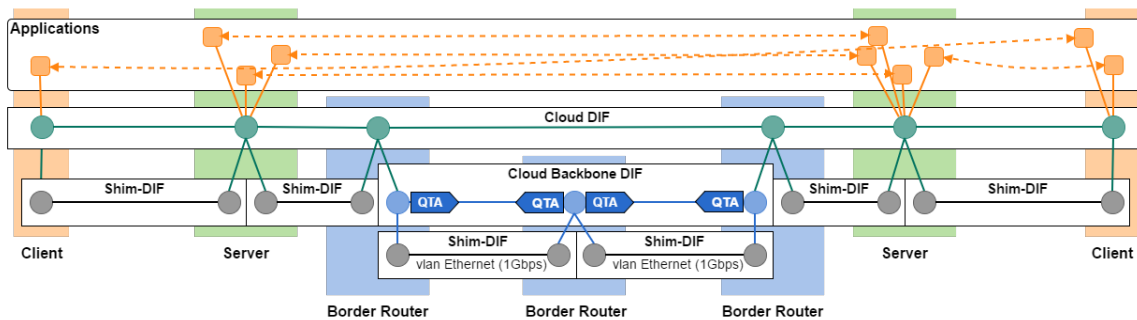 Applications
Cloud DIF
Cloud Backbone DIF
Shim-DIF
Shim-DIF
Shim-DIF
Shim-DIF
QTA
QTA
QTA
QTA
Shim-DIF
vlan Ethernet (1Gbps)
Shim-DIF
vlan Ethernet (1Gbps)
Client
Server
Server
Client
Border Router
Border Router
Border Router